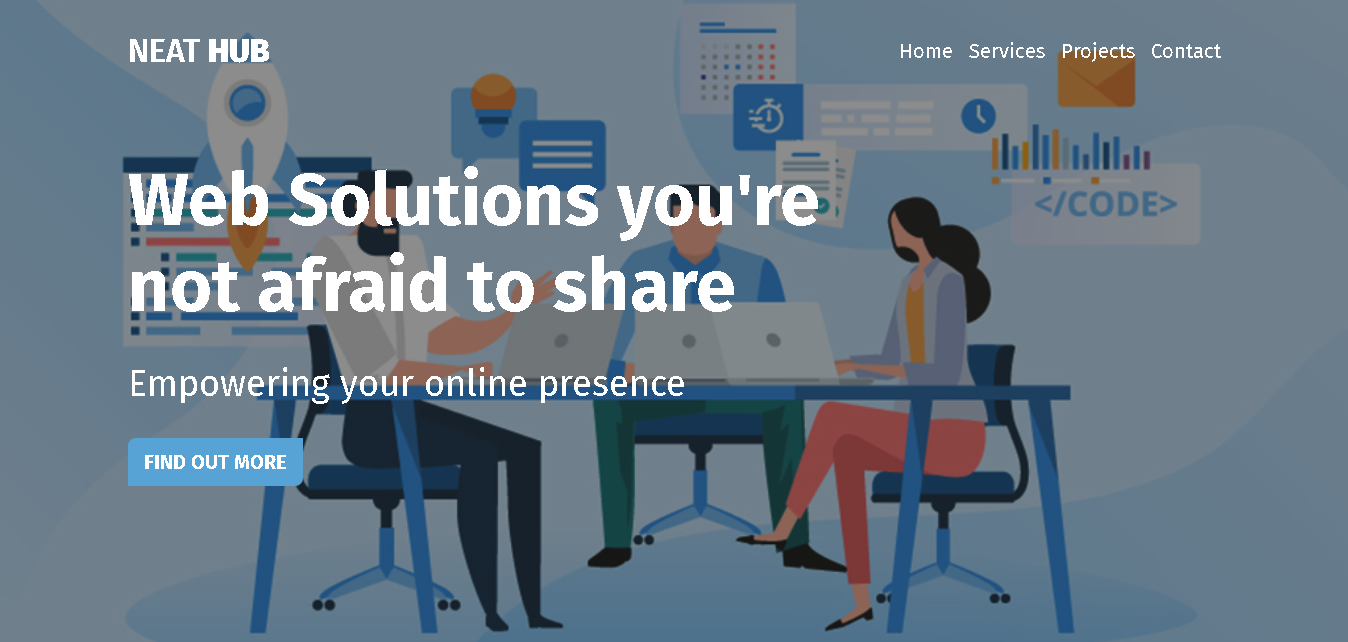 NEAT HUB
Home Services Projects Contact
</CODE>
Web Solutions you're
not afraid to share
Empowering your online presence
FIND OUT MORE